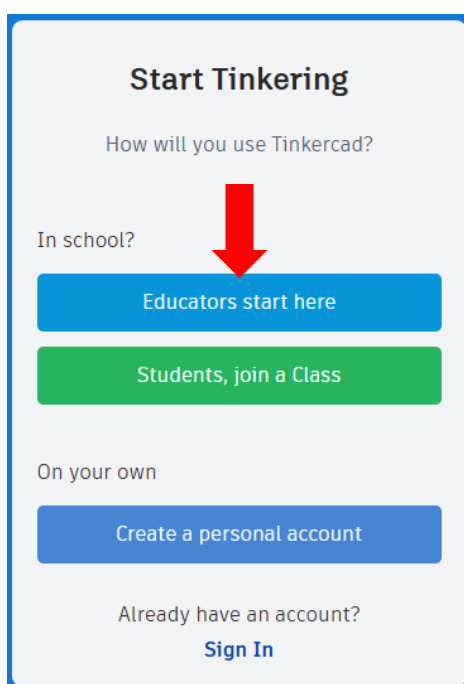 Start Tinkering
How will you use Tinkercad?
In school?
Educators start here
Students, join a Class
On your own
Create a personal account
Already have an account?
Sign In